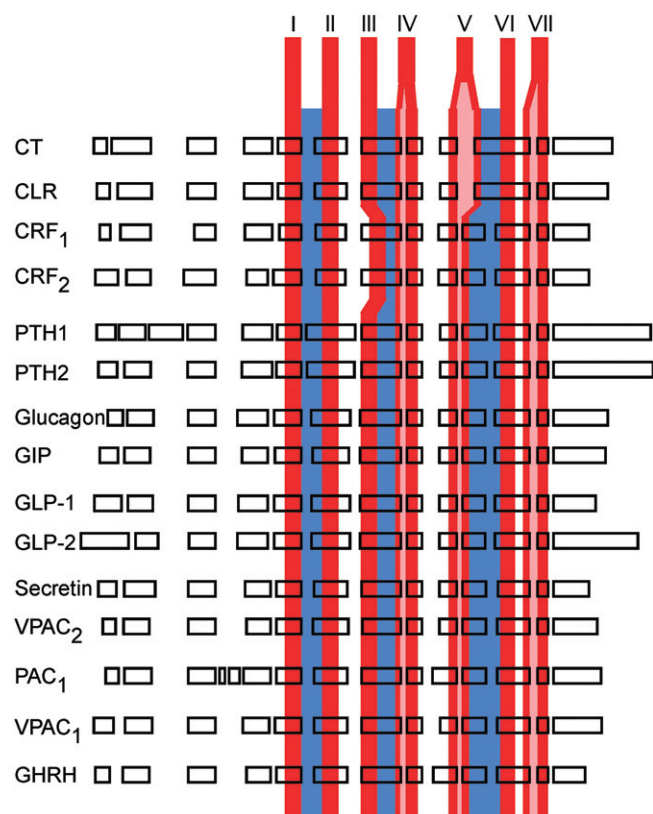 I II III IV V VI VII
CT
CLR
CRF1
CRF2
PTH1
PTH2
Glucagon
GIP
GLP-1
GLP-2
Secretin
VPAC2
PAC1
VPAC1
GHRH